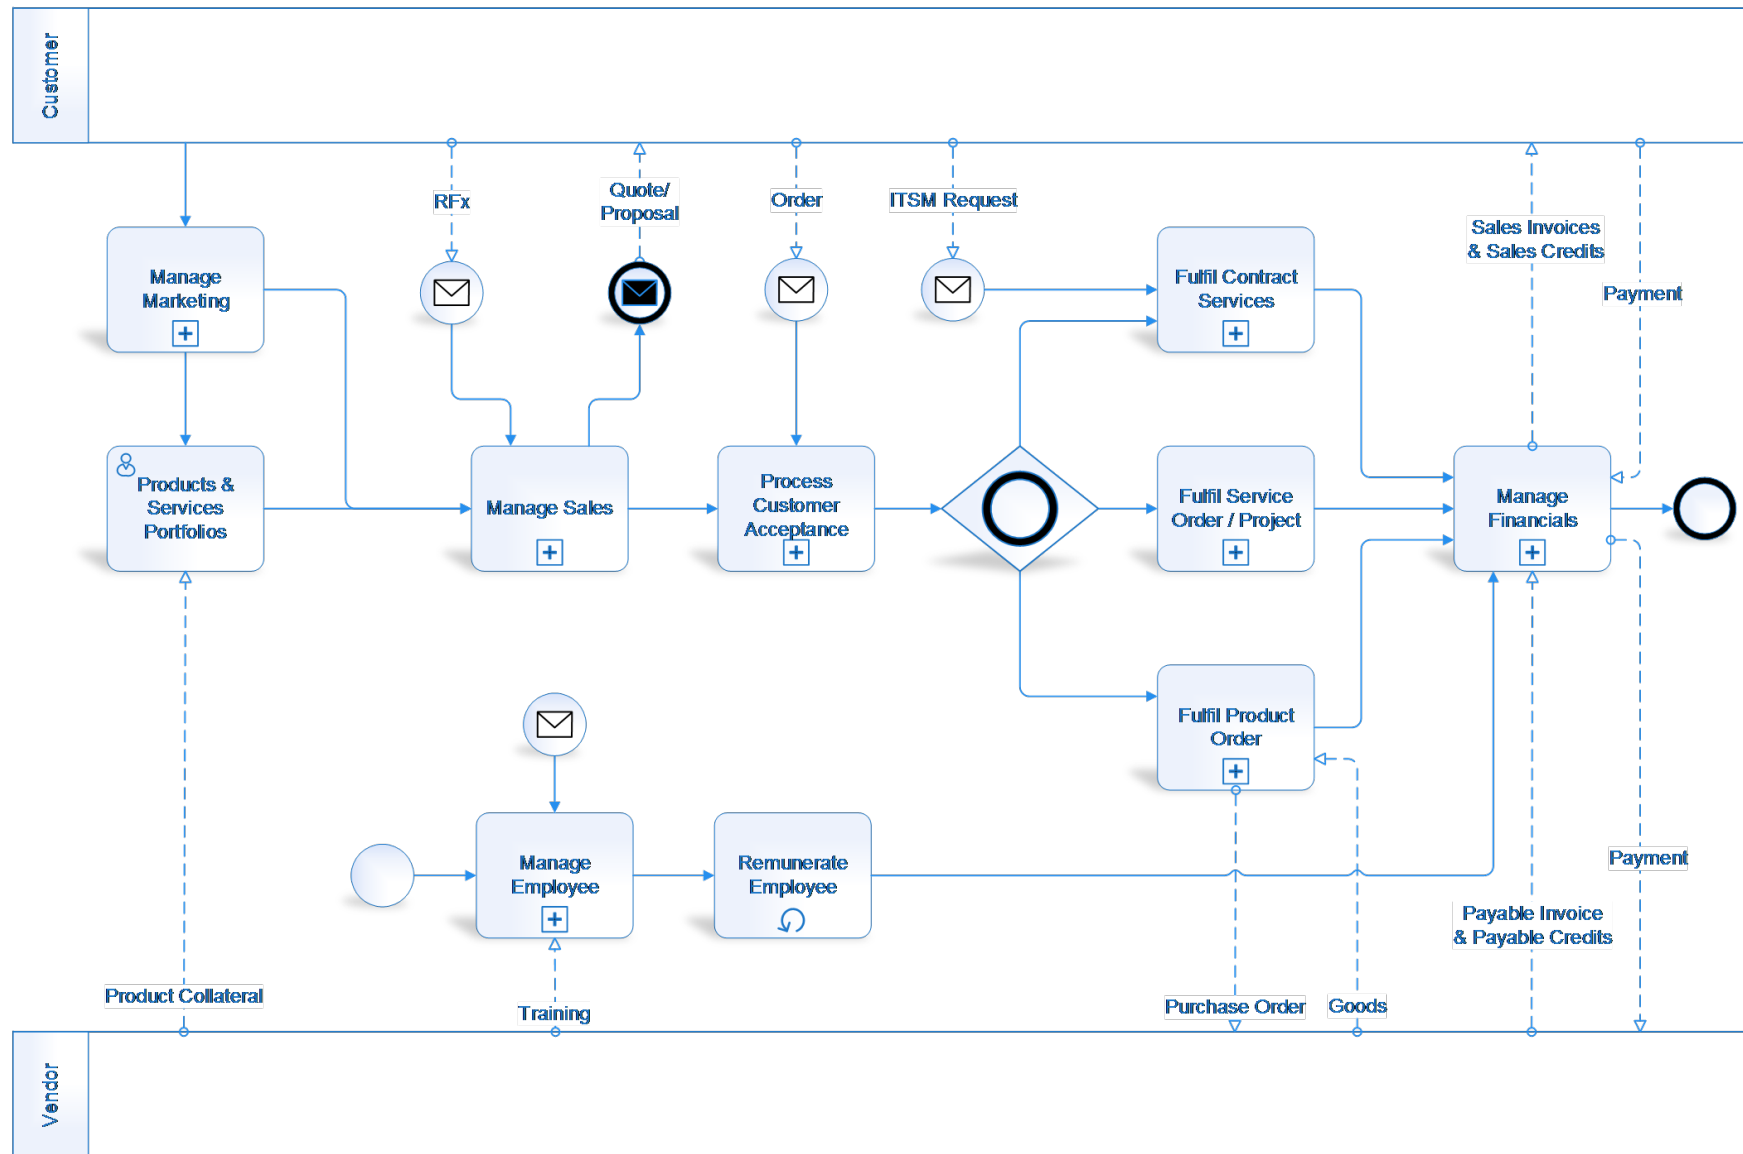 Customer
RFx
Quote/
Proposal
Order
ITSM Request
Sales Invoices
& Sales Credits
Payment
Manage
Marketing
Fulfil Contract
Services
Products &
Services
Portfolios
Manage Sales
Process
Customer
Acceptance
Fulfil Service
Order / Project
Manage
Financials
Fulfil Product
Order
Manage
Employee
Remunerate
Employee
Payment
Payable Invoice
& Payable Credits
Product Collateral
Training
Purchase Order
Goods
Vendor